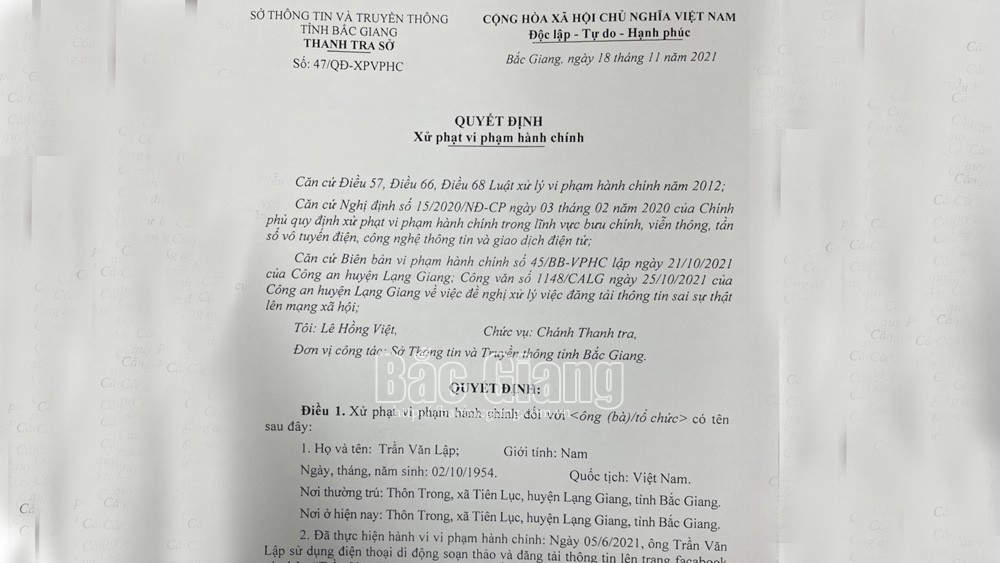 SỞ THÔNG TIN VÀ TRUYỀN THÔNG
TỈNH BẮC GIANG
THANH TRA SỞ
Số: 47/QĐ-XPVPHC
CỘNG HÒA XÃ HỘI CHỦ NGHĨA VIỆT NAM
Độc lập - Tự do - Hạnh phúc
Bắc Giang, ngày 18 tháng 11 năm 2021
QUYẾT ĐỊNH
Xử phạt vi phạm hành chính
Căn cứ Điều 57, Điều 66, Điều 68 Luật xử lý vi phạm hành chính năm 2012;
Căn cứ Nghị định số 15/2020/NĐ-CP ngày 03 tháng 02 năm 2020 của Chính
phủ quy định xử phạt vi phạm hành chính trong lĩnh vực bưu chính, viễn thông, tần
số vô tuyến điện, công nghệ thông tin và giao dịch điện tử;
Căn cứ Biên bản vi phạm hành chính số 45/BB-VPHC lập ngày 21/10/2021
của Công an huyện Lạng Giang; Công văn số 1148/CALG ngày 25/10/2021 của
Công an huyện Lạng Giang về việc đề nghị xử lý việc đăng tải thông tin sai sự thật
lên mạng xã hội;
Tôi: Lê Hồng Việt, Chức vụ: Chánh Thanh tra,
Đơn vị công tác: Sở Thông tin và Truyền thông tỉnh Bắc Giang.
Bắc Giang
QUYẾT ĐỊNH:
Điều 1. Xử phạt vi phạm hành chính đối với <ông (bà)/tổ chức> có tên
sau đây:
1. Họ và tên: Trần Văn Lập; Giới tính: Nam
Ngày, tháng, năm sinh: 02/10/1954. Quốc tịch: Việt Nam.
Nơi thường trú: Thôn Trong, xã Tiên Lục, huyện Lạng Giang, tỉnh Bắc Giang.
Nơi ở hiện nay: Thôn Trong, xã Tiên Lục, huyện Lạng Giang, tỉnh Bắc Giang.
2. Đã thực hiện hành vi vi phạm hành chính: Ngày 05/6/2021, ông Trần Văn
Lập sử dụng điện thoại di động soạn thảo và đăng tải thông tin lên trang facebook